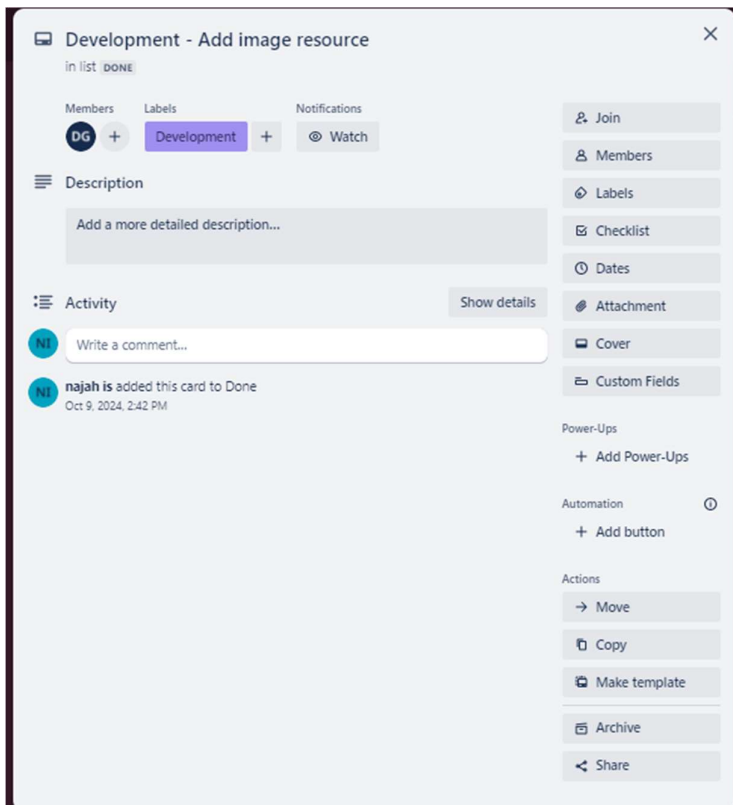 Development - Add image resource
in list DONE
Members
Labels
Notifications
DG
+
Development
+
Watch
Description
Add a more detailed description...
Activity
Show details
NI
Write a comment...
NI
najah is added this card to Done
Oct 9, 2024, 2:42 PM
Join
Members
Labels
Checklist
Dates
Attachment
Cover
Custom Fields
Power-Ups
+ Add Power-Ups
Automation
+ Add button
Actions
Move
Copy
Make template
Archive
Share